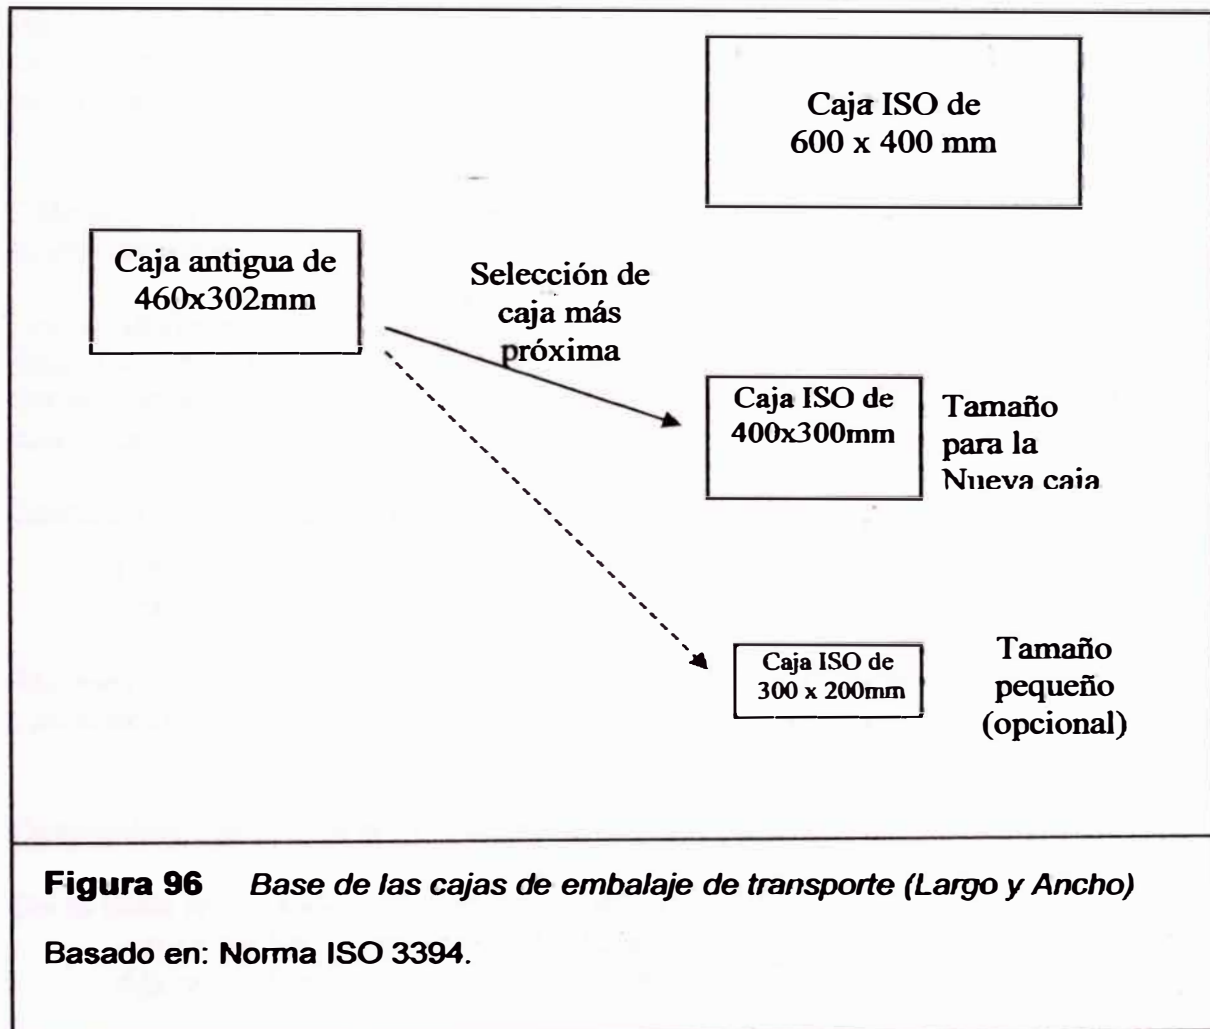 Caja ISO de
600 x 400 mm
Caja antigua de
460x302mm
Selección de
caja más
próxima
Caja ISO de
400x300mm
Tamaño
para la
Nueva caja
Caja ISO de
300 x 200mm
Tamaño
pequeño
(opcional)
Figura 96 Base de las cajas de embalaje de transporte (Largo y Ancho)
Basado en: Norma ISO 3394.